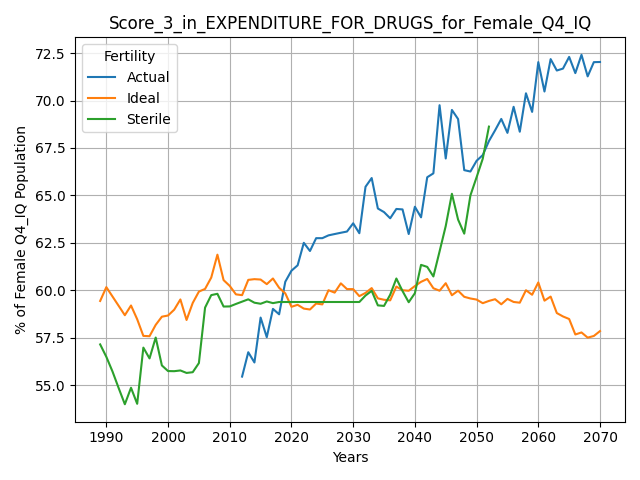 Score_3_in_EXPENDITURE_FOR_DRUGS_for_Female_Q4_IQ
% of Female Q4_IQ Population
72.5
70.0
67.5
65.0
62.5
60.0
57.5
55.0
Fertility
Actual
Ideal
Sterile
1990 2000 2010 2020 2030 2040 2050 2060 2070
Years